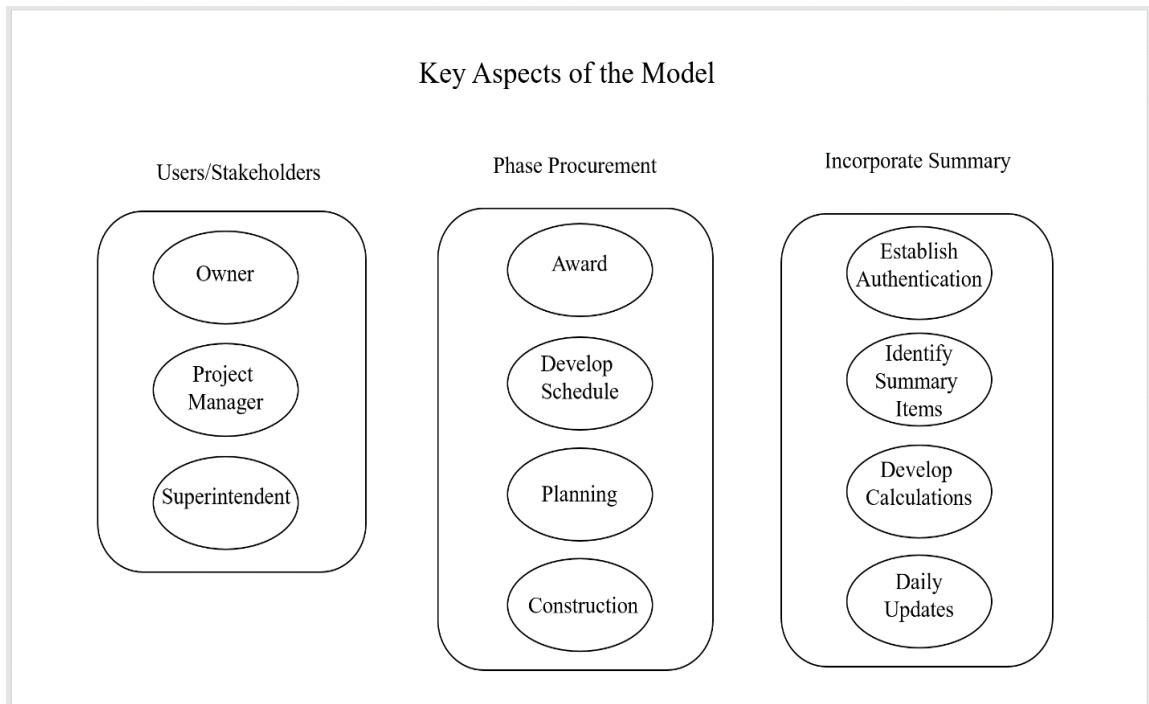 Key Aspects of the Model
Users/Stakeholders
Owner
Project
Manager
Superintendent
Phase Procurement
Award
Develop
Schedule
Planning
Construction
Incorporate Summary
Establish
Authentication
Identify
Summary
Items
Develop
Calculations
Daily
Updates